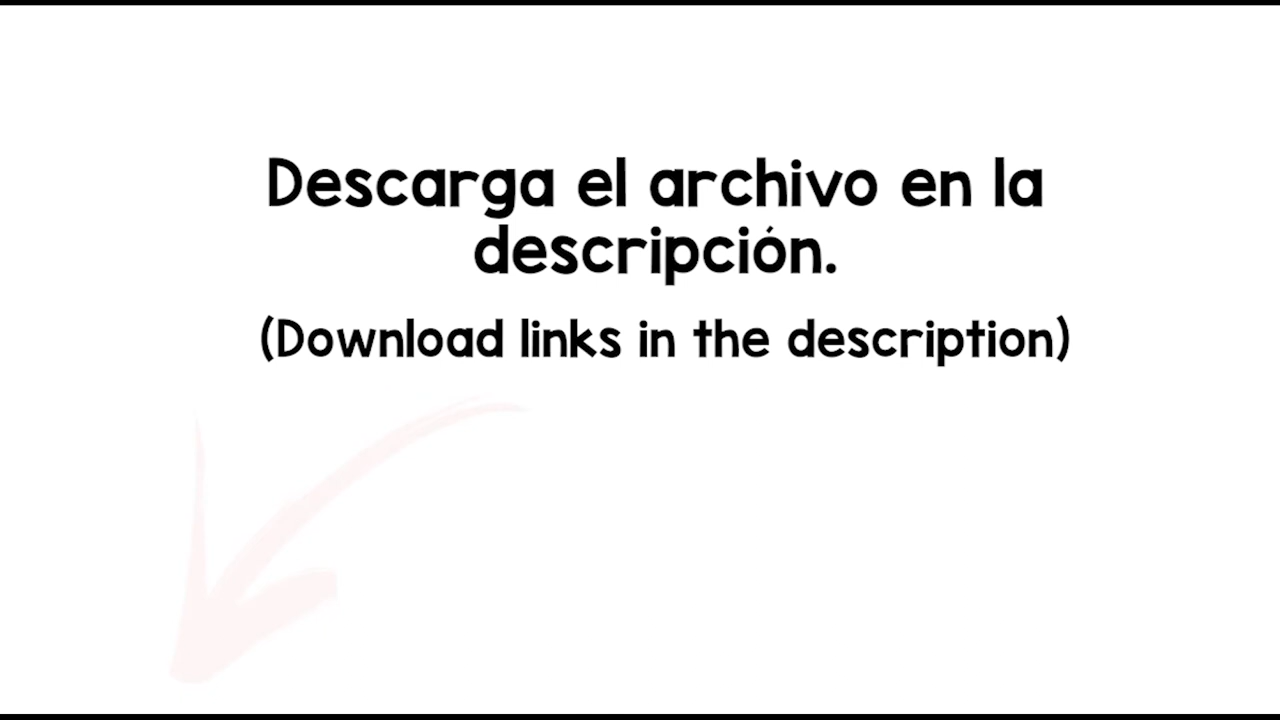 Descarga el archivo en la
descripción.
(Download links in the description)